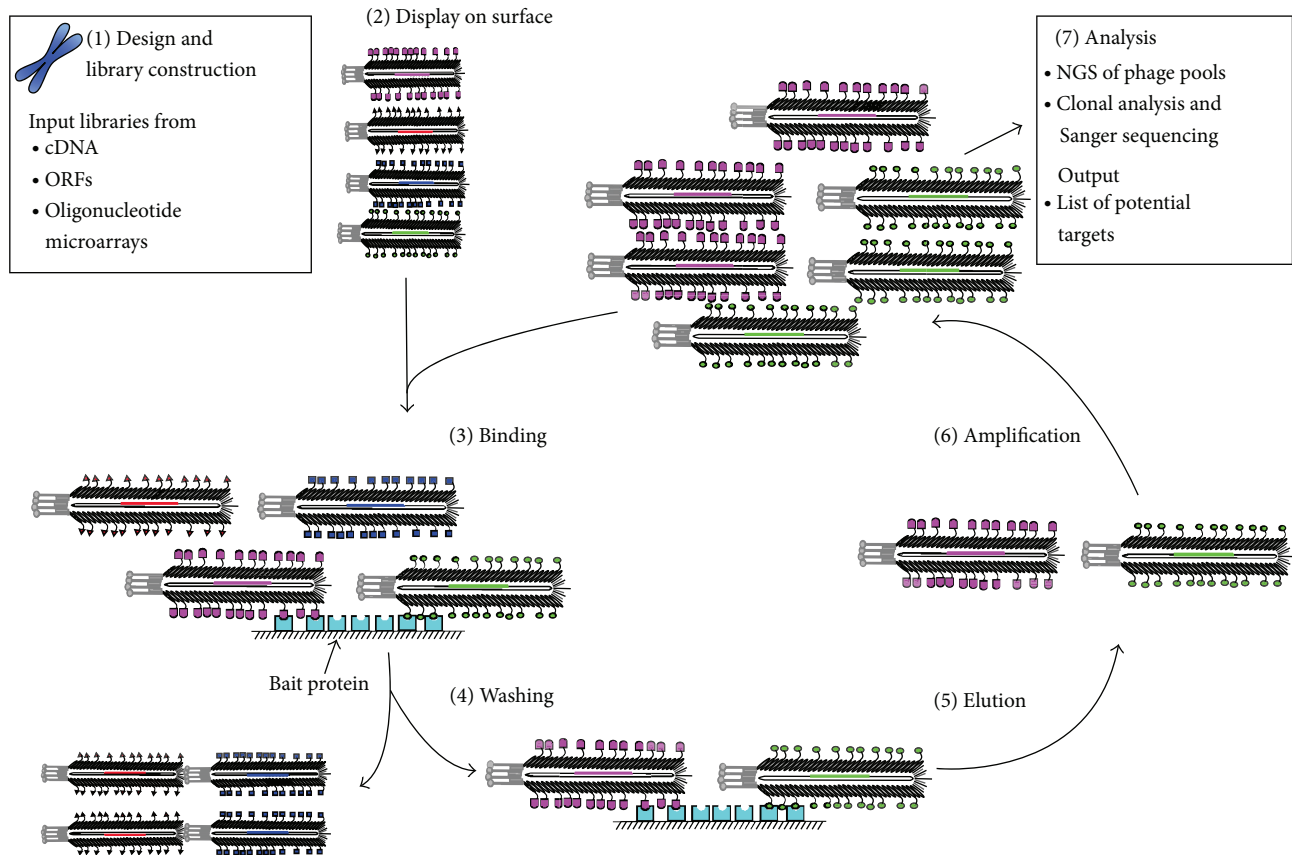 (1) Design and
library construction
Input libraries from
• cDNA
• ORFs
• Oligonucleotide
microarrays
(2) Display on surface
(7) Analysis
• NGS of phage pools
• Clonal analysis and
Sanger sequencing
Output
• List of potential
targets
(3) Binding
(6) Amplification
Bait protein
(4) Washing
(5) Elution